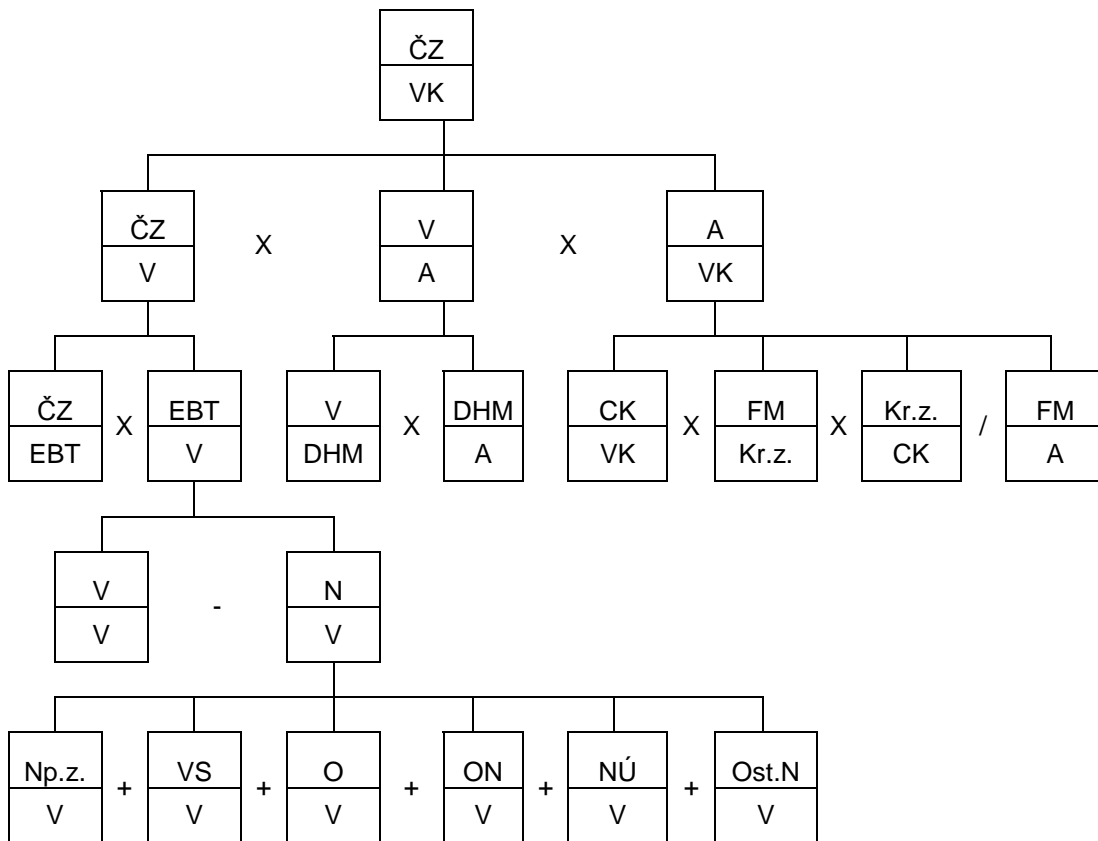 ČZ
VK
ČZ X V X A
V A VK
ČZ X EBT V X DHM CK X FM X Kr.z. / FM
EBT V DHM A VK Kr.z. CK A
V - N
V V
Np.z. + VS + O + ON + NÚ + Ost.N
V V V V V V